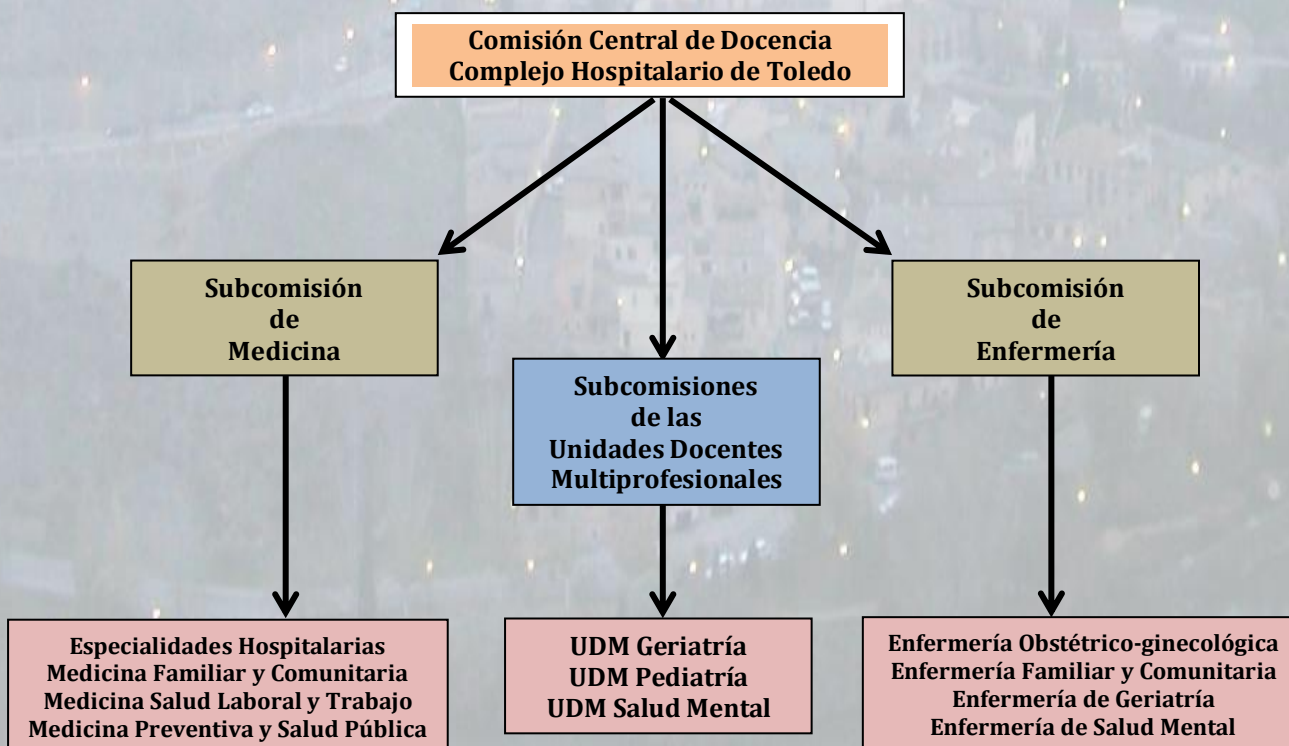 Comisión Central de Docencia
Complejo Hospitalario de Toledo
Subcomisión
de
Medicina
Subcomisiones
de las
Unidades Docentes
Multiprofesionales
Subcomisión
de
Enfermería
Especialidades Hospitalarias
Medicina Familiar y Comunitaria
Medicina Salud Laboral y Trabajo
Medicina Preventiva y Salud Pública
UDM Geriatría
UDM Pediatría
UDM Salud Mental
Enfermería Obstétrico-ginecológica
Enfermería Familiar y Comunitaria
Enfermería de Geriatría
Enfermería de Salud Mental